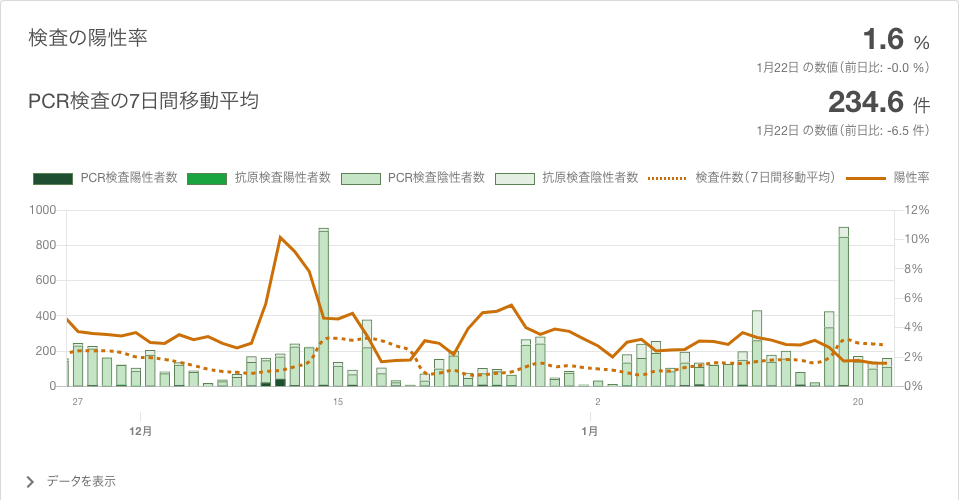 検査の陽性率
1.6 %
1月22日 の数値（前日比: -0.0 %）
PCR検査の7日間移動平均
234.6 件
1月22日 の数値（前日比: -6.5 件）
PCR検査陽性者数 抗原検査陽性者数 PCR検査陰性者数 抗原検査陰性者数 検査件数（7日間移動平均） 陽性率
1000 12%
10%
800
8%
600
6%
400
4%
200 2%
0 0%
27 15 2 20
12月 1月
データを表示